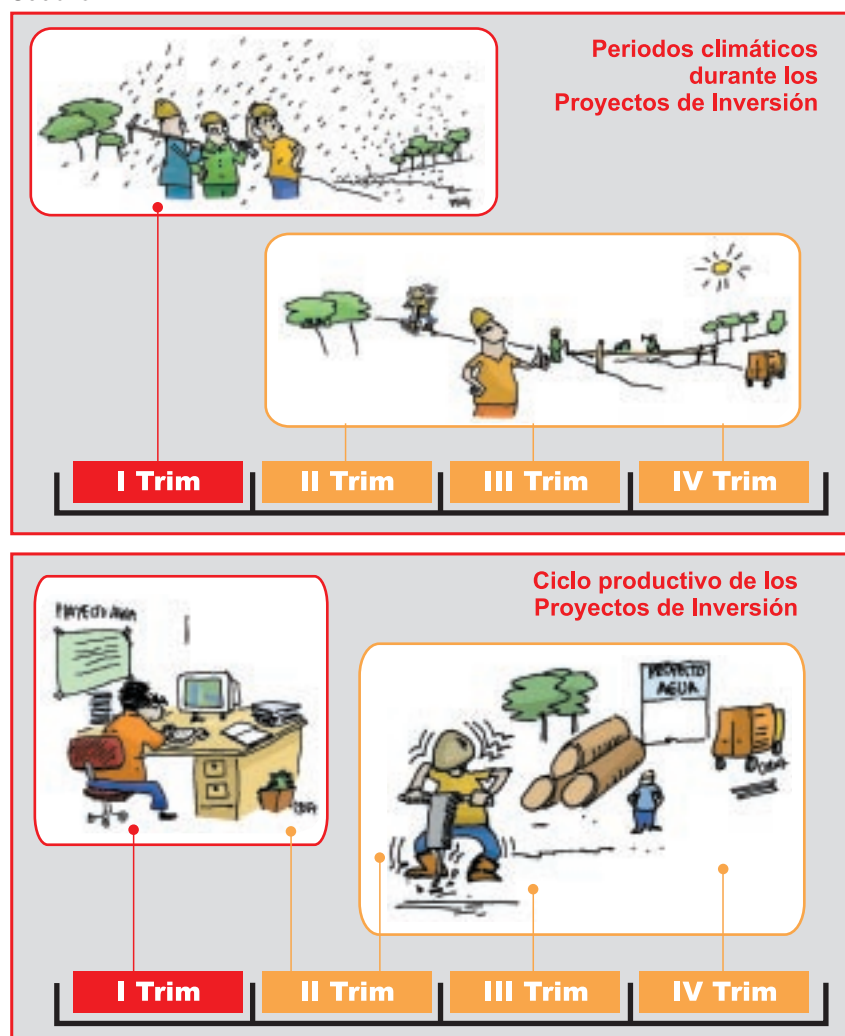 Periodos climáticos
durante los
Proyectos de Inversión
I Trim
II Trim
III Trim
IV Trim
Ciclo productivo de los
Proyectos de Inversión
PROYECTO AGUA
PROYECTO
AGUA
I Trim
II Trim
III Trim
IV Trim